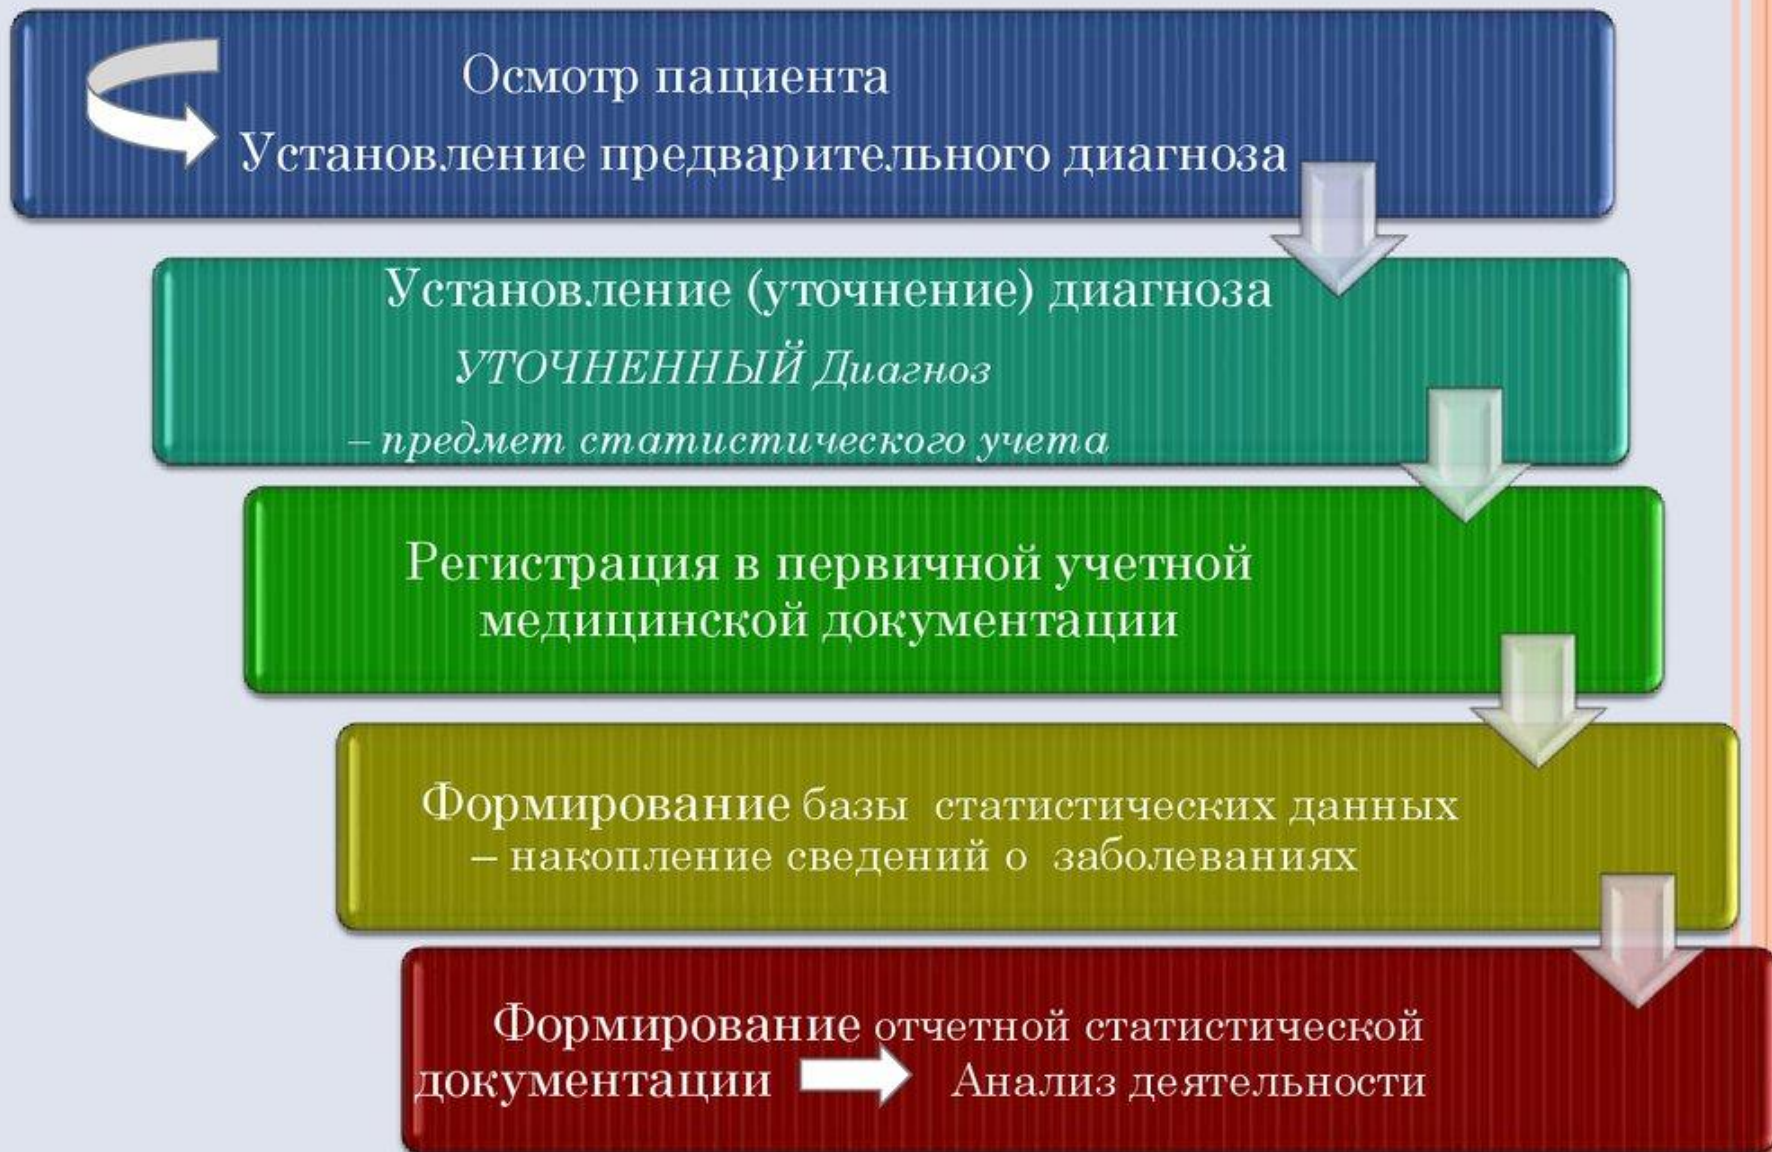 Осмотр пациента
Установление предварительного диагноза
Установление (уточнение) диагноза
УТОЧНЕННЫЙ Диагноз
– предмет статистического учета
Регистрация в первичной учетной
медицинской документации
Формирование базы статистических данных
– накопление сведений о заболеваниях
Формирование отчетной статистической
документации Анализ деятельности